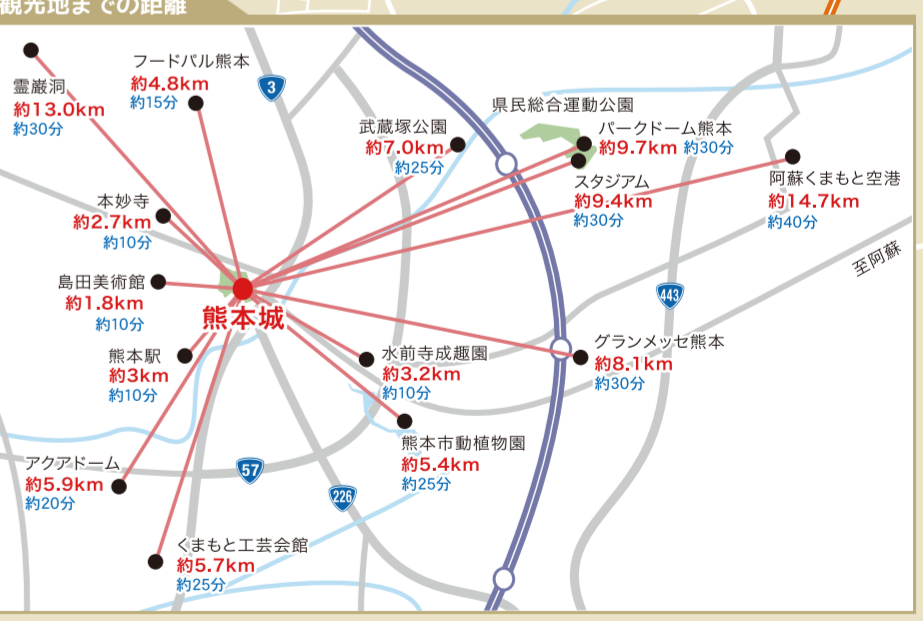 観光地までの距離
霊巌洞
約13.0km
約30分
フードパル熊本
約4.8km
約15分
3
武蔵塚公園
約7.0km
約25分
県民総合運動公園
パークドーム熊本
約9.7km 約30分
スタジアム
約9.4km
約30分
阿蘇くまもと空港
約14.7km
約40分
本妙寺
約2.7km
約10分
島田美術館
約1.8km
約10分
熊本城
至阿蘇
443
熊本駅
約3km
約10分
水前寺成趣園
約3.2km
約10分
グランメッセ熊本
約8.1km
約30分
熊本市動植物園
約5.4km
約25分
アクアドーム
約5.9km
約20分
57
226
くまもと工芸会館
約5.7km
約25分